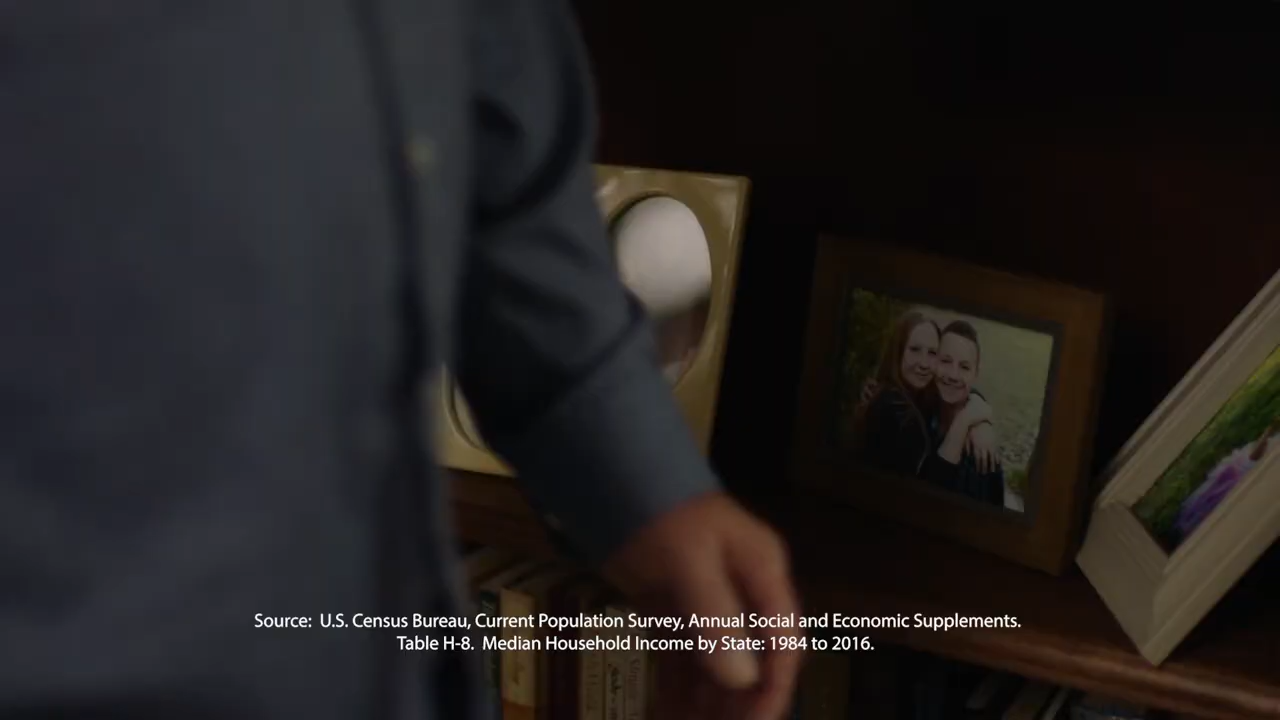 Source:  U.S. Census Bureau, Current Population Survey, Annual Social and Economic Supplements.
Table H-8.  Median Household Income by State: 1984 to 2016.